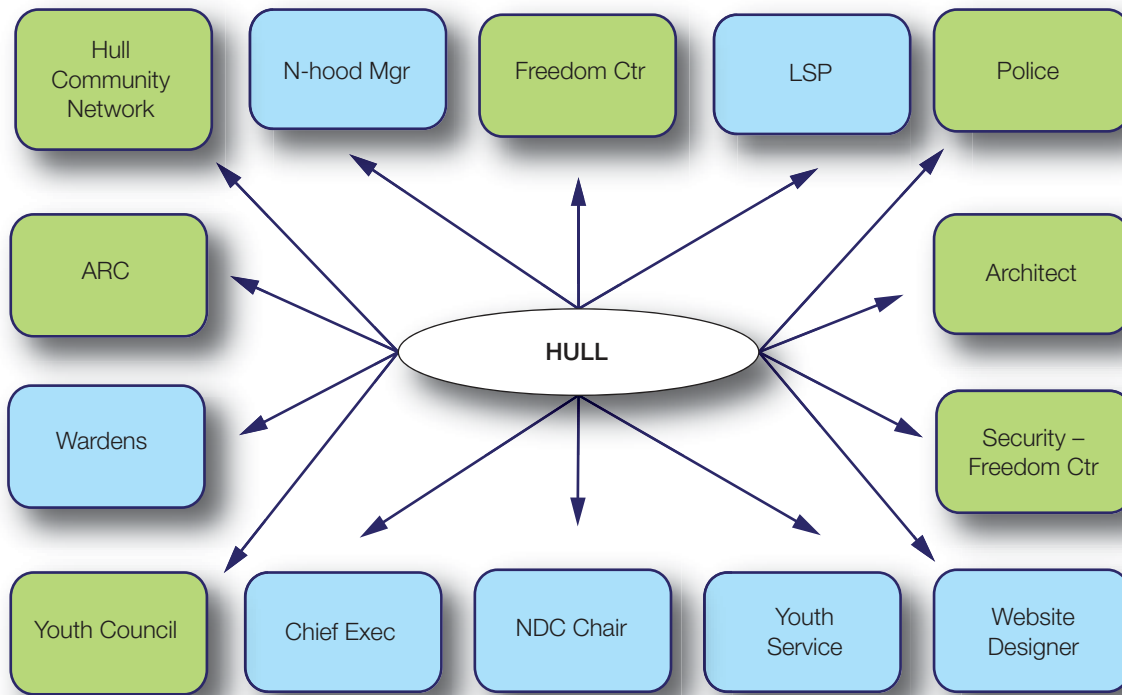 Hull
Community
Network
N-hood Mgr
Freedom Ctr
LSP
Police
ARC
Architect
HULL
Wardens
Security –
Freedom Ctr
Youth Council
Chief Exec
NDC Chair
Youth
Service
Website
Designer